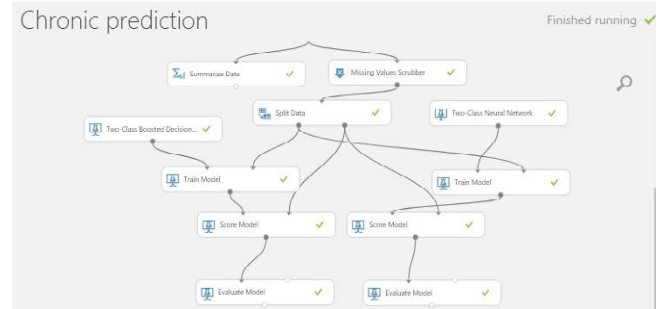 Chronic prediction
Finished running
Summarize Data
Missing Values Scrubber
Split Data
Two-Class Boosted Decision...
Two-Class Neural Network
Train Model
Train Model
Score Model
Score Model
Evaluate Model
Evaluate Model